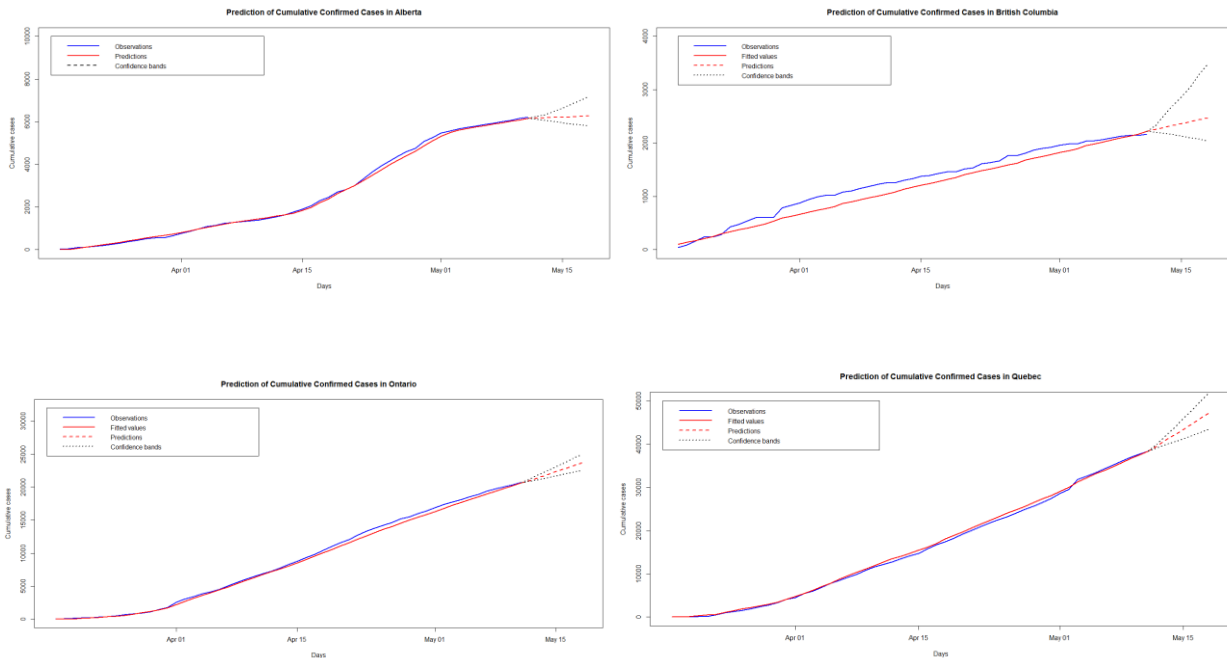 Prediction of Cumulative Confirmed Cases in Alberta
Observations
Predictions
Confidence bands
10000
8000
6000
4000
2000
0
Cumulative cases
Apr 01
Apr 15
May 01
May 15
Days
Prediction of Cumulative Confirmed Cases in British Columbia
Observations
Fitted values
Predictions
Confidence bands
4000
3000
2000
1000
0
Cumulative cases
Apr 01
Apr 15
May 01
May 15
Days
Prediction of Cumulative Confirmed Cases in Ontario
Observations
Fitted values
Predictions
Confidence bands
30000
25000
20000
15000
10000
5000
0
Cumulative cases
Apr 01
Apr 15
May 01
May 15
Days
Prediction of Cumulative Confirmed Cases in Quebec
Observations
Fitted values
Predictions
Confidence bands
50000
40000
30000
20000
10000
0
Cumulative cases
Apr 01
Apr 15
May 01
May 15
Days